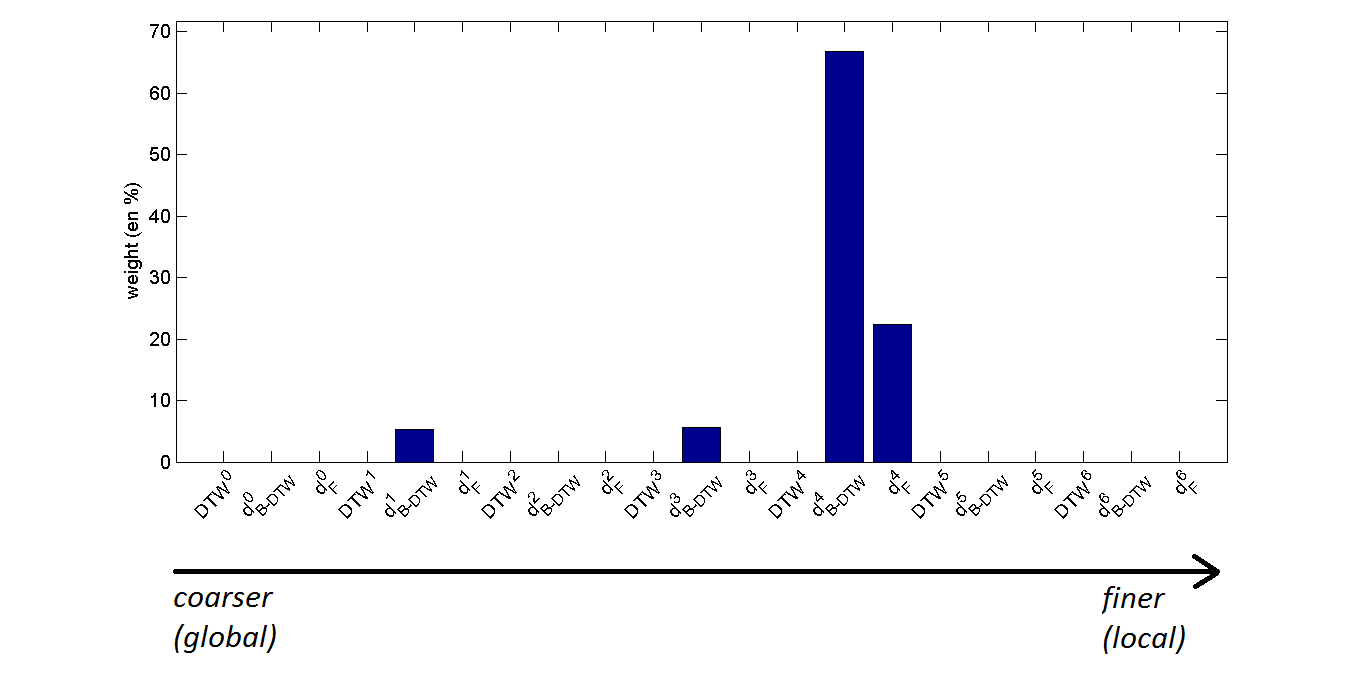 70
60
50
40
30
20
10
0
weight (en %)
DTW⁰
d⁰B-DTW
d⁰F
DTW¹
d¹B-DTW
d¹F
DTW²
d²B-DTW
d²F
DTW³
d³B-DTW
d³F
DTW⁴
d⁴B-DTW
d⁴F
DTW⁵
d⁵B-DTW
d⁵F
DTW⁶
d⁶B-DTW
d⁶F
coarser
(global)
finer
(local)